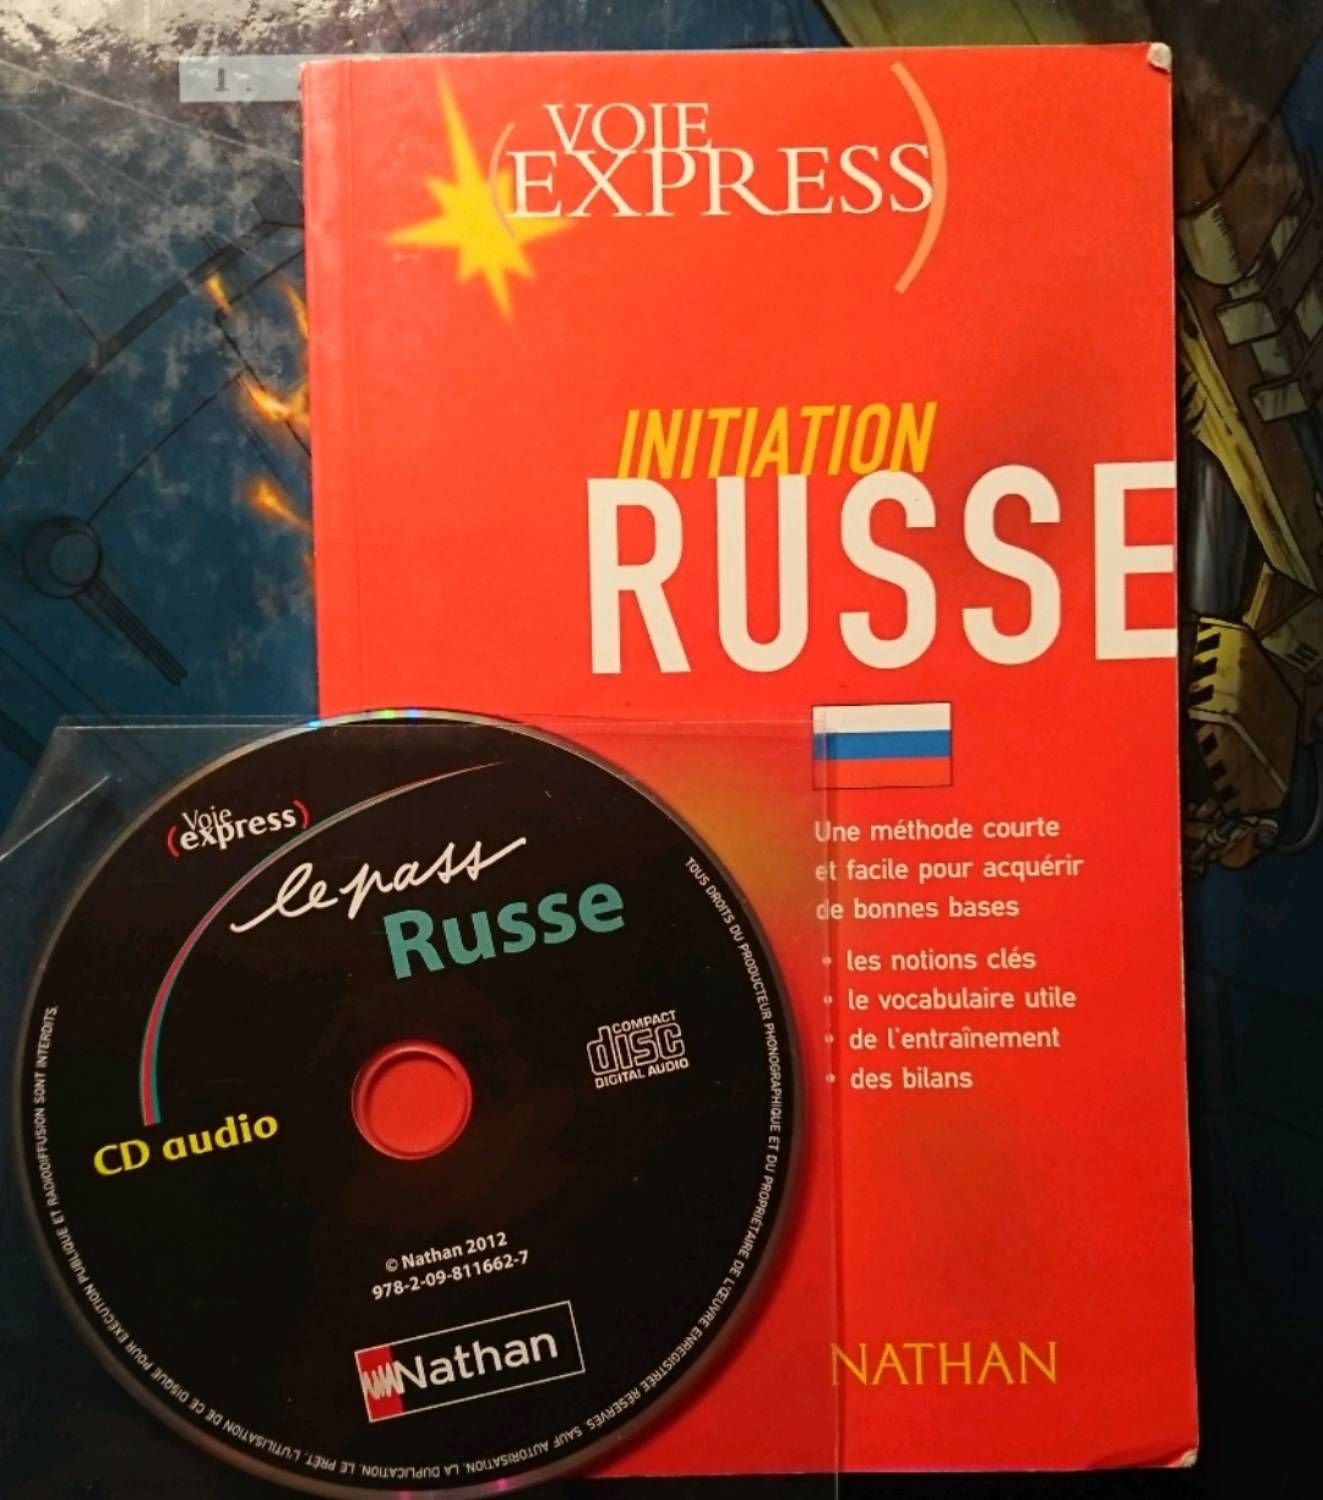 VOIE
EXPRESS
INITIATION
RUSSE
Une méthode courte
et facile pour acquérir
de bonnes bases
• les notions clés
• le vocabulaire utile
• de l'entraînement
• des bilans
NATHAN
Voie
(express)
le pass
Russe
COMPACT
disc
DIGITAL AUDIO
CD audio
© Nathan 2012
978-2-09-811662-7
Nathan
TOUS DROITS DU PRODUCTEUR PHONOGRAPHIQUE ET DU PROPRIÉTAIRE DE L'ŒUVRE ENREGISTRÉE RÉSERVÉS. SAUF AUTORISATION, LA DUPLICATION, LE PRÊT, L'UTILISATION DE CE DISQUE POUR EXÉCUTION PUBLIQUE ET RADIODIFFUSION SONT INTERDITS.